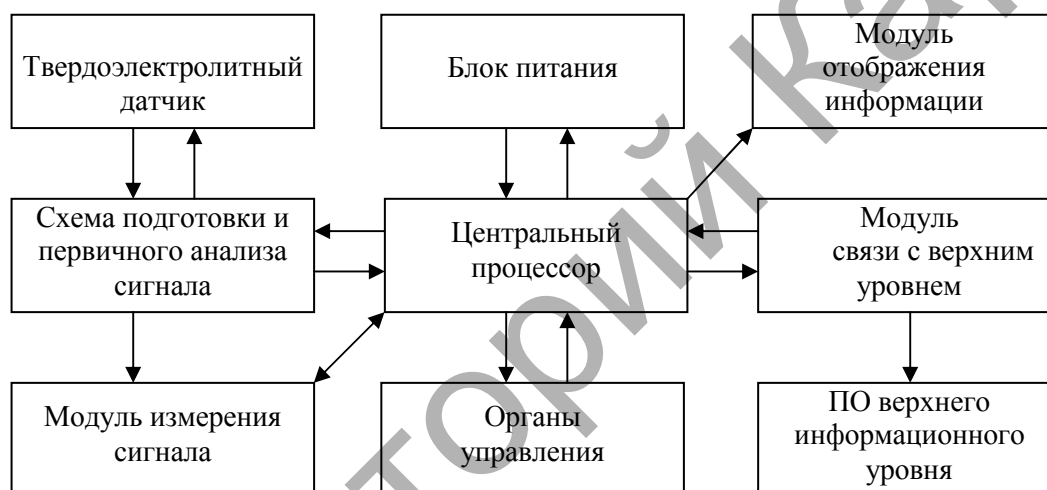 Твердоэлектролитный
датчик
Блок питания
Модуль
отображения
информации
Схема подготовки и
первичного анализа
сигнала
Центральный
процессор
Модуль
связи с верхним
уровнем
Модуль измерения
сигнала
Органы
управления
ПО верхнего
информационного
уровня